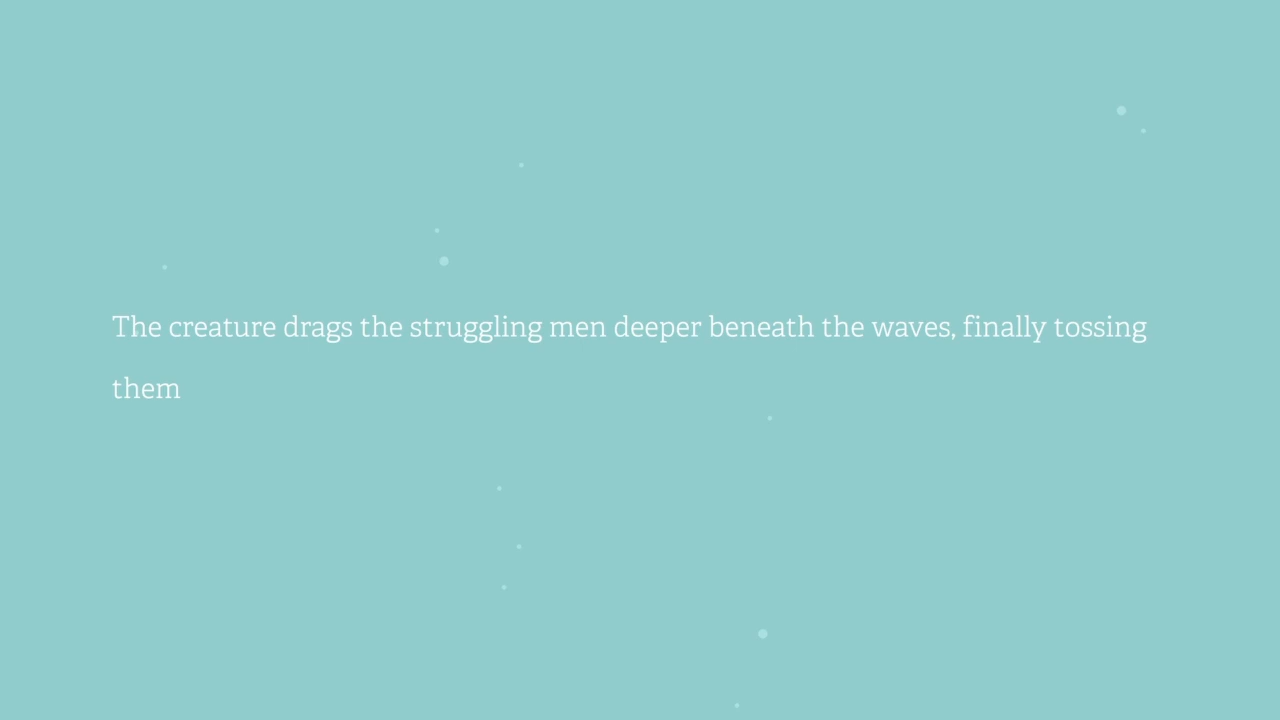 The creature drags the struggling men deeper beneath the waves, finally tossing
them